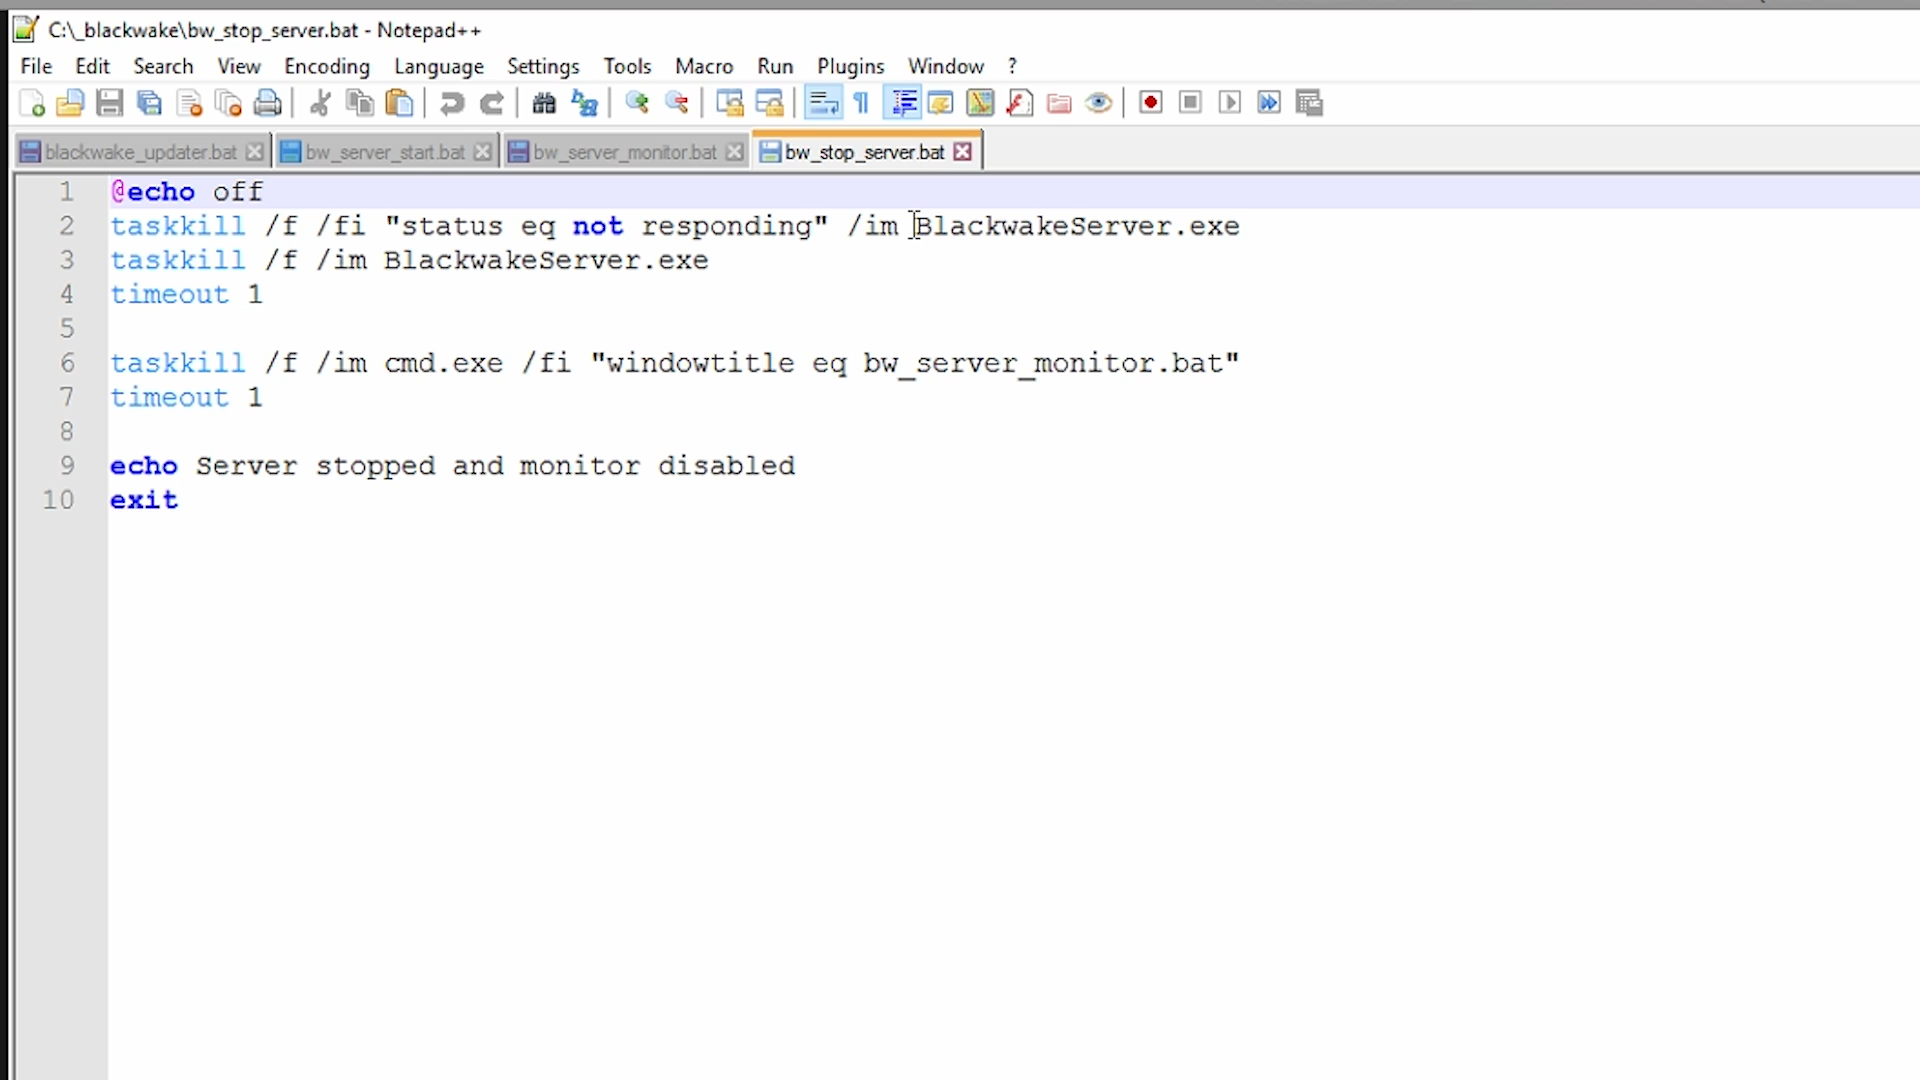 C:\_blackwake\bw_stop_server.bat - Notepad++
File Edit Search View Encoding Language Settings Tools Macro Run Plugins Window ?
blackwake_updater.bat bw_server_start.bat bw_server_monitor.bat bw_stop_server.bat
1 @echo off
2 taskkill /f /fi "status eq not responding" /im BlackwakeServer.exe
3 taskkill /f /im BlackwakeServer.exe
4 timeout 1
5
6 taskkill /f /im cmd.exe /fi "windowtitle eq bw_server_monitor.bat"
7 timeout 1
8
9 echo Server stopped and monitor disabled
10 exit